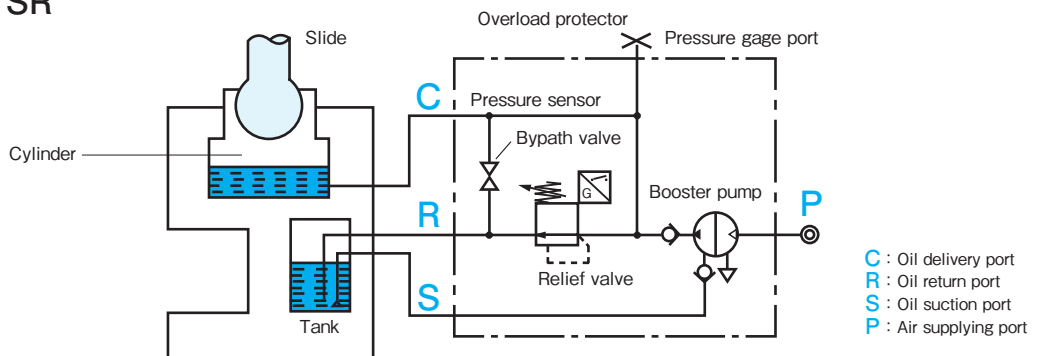 SR
Overload protector
Slide
Pressure gage port
C
Pressure sensor
Bypath valve
Cylinder
G
Booster pump
R
P
Relief valve
S
Tank
C : Oil delivery port
R : Oil return port
S : Oil suction port
P : Air supplying port